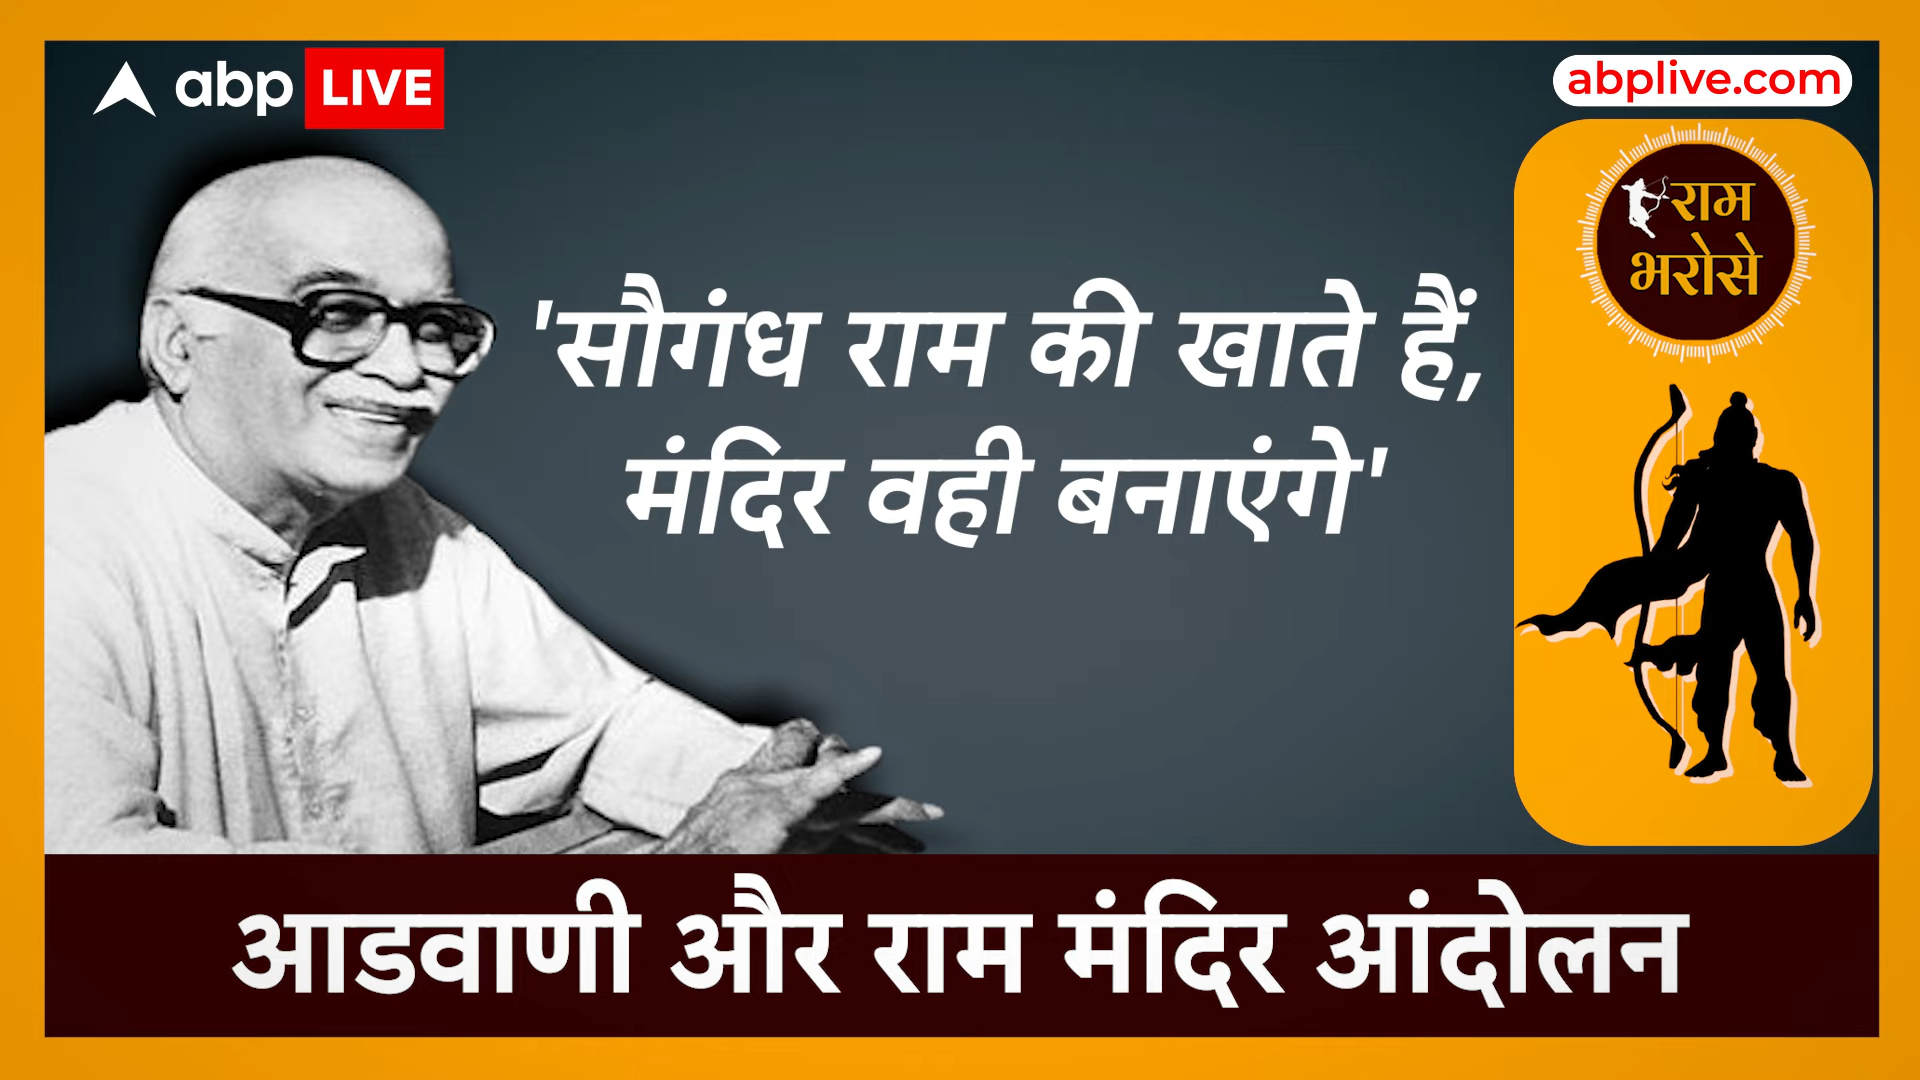 abp LIVE
abplive.com
राम
भरोसे
'सौगंध राम की खाते हैं,
मंदिर वही बनाएंगे'
आडवाणी और राम मंदिर आंदोलन